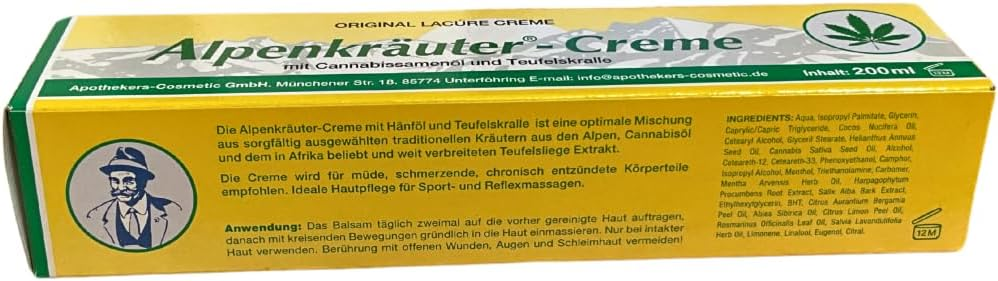 ORIGINAL LACÜRE CREME
Alpenkräuter®-Creme
mit Cannabissamenöl und Teufelskralle
Apothekers-Cosmetic GmbH. Münchener Str. 18. 85774 Unterföhring E-mail: info@apothekers-cosmetic.de
Inhalt: 200 ml
12 M
Die Alpenkräuter-Creme mit Hänföl und Teufelskralle ist eine optimale Mischung
aus sorgfältig ausgewählten traditionellen Kräutern aus den Alpen, Cannabisöl
und dem in Afrika beliebt und weit verbreiteten Teufelsliege Extrakt.
Die Creme wird für müde, schmerzende, chronisch entzündete Körperteile
empfohlen. Ideale Hautpflege für Sport- und Reflexmassagen.
Anwendung: Das Balsam täglich zweimal auf die vorher gereinigte Haut auftragen,
danach mit kreisenden Bewegungen gründlich in die Haut einmassieren. Nur bei intakter
Haut verwenden. Berührung mit offenen Wunden, Augen und Schleimhaut vermeiden!
INGREDIENTS: Aqua, Isopropyl Palmitate, Glycerin,
Caprylic/Capric Triglyceride, Cocos Nucifera Oil,
Cetearyl Alcohol, Glyceryl Stearate, Helianthus Annuus
Seed Oil, Cannabis Sativa Seed Oil, Alcohol,
Ceteareth-12, Ceteareth-33, Phenoxyethanol, Camphor,
Isopropyl Alcohol, Menthol, Triethanolamine, Carbomer,
Mentha Arvensis Herb Oil, Harpagophytum
Procumbens Root Extract, Salix Alba Bark Extract,
Ethylhexylglycerin, BHT, Citrus Aurantium Bergamia
Peel Oil, Abies Sibirica Oil, Citrus Limon Peel Oil,
Rosmarinus Officinalis Leaf Oil, Salvia Lavandulifolia
Herb Oil, Limonene, Linalool, Eugenol, Citral.
12 M